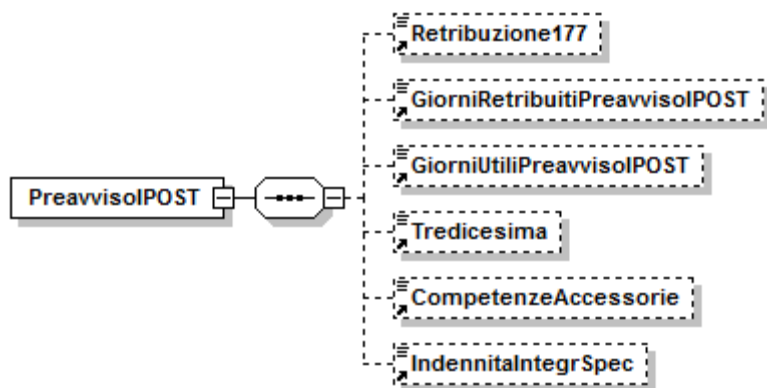 Retribuzione177
GiorniRetribuitiPreavvisoIPOST
GiorniUtiliPreavvisoIPOST
PreavvisoIPOST
Tredicesima
CompetenzeAccessorie
IndennitaIntegrSpec